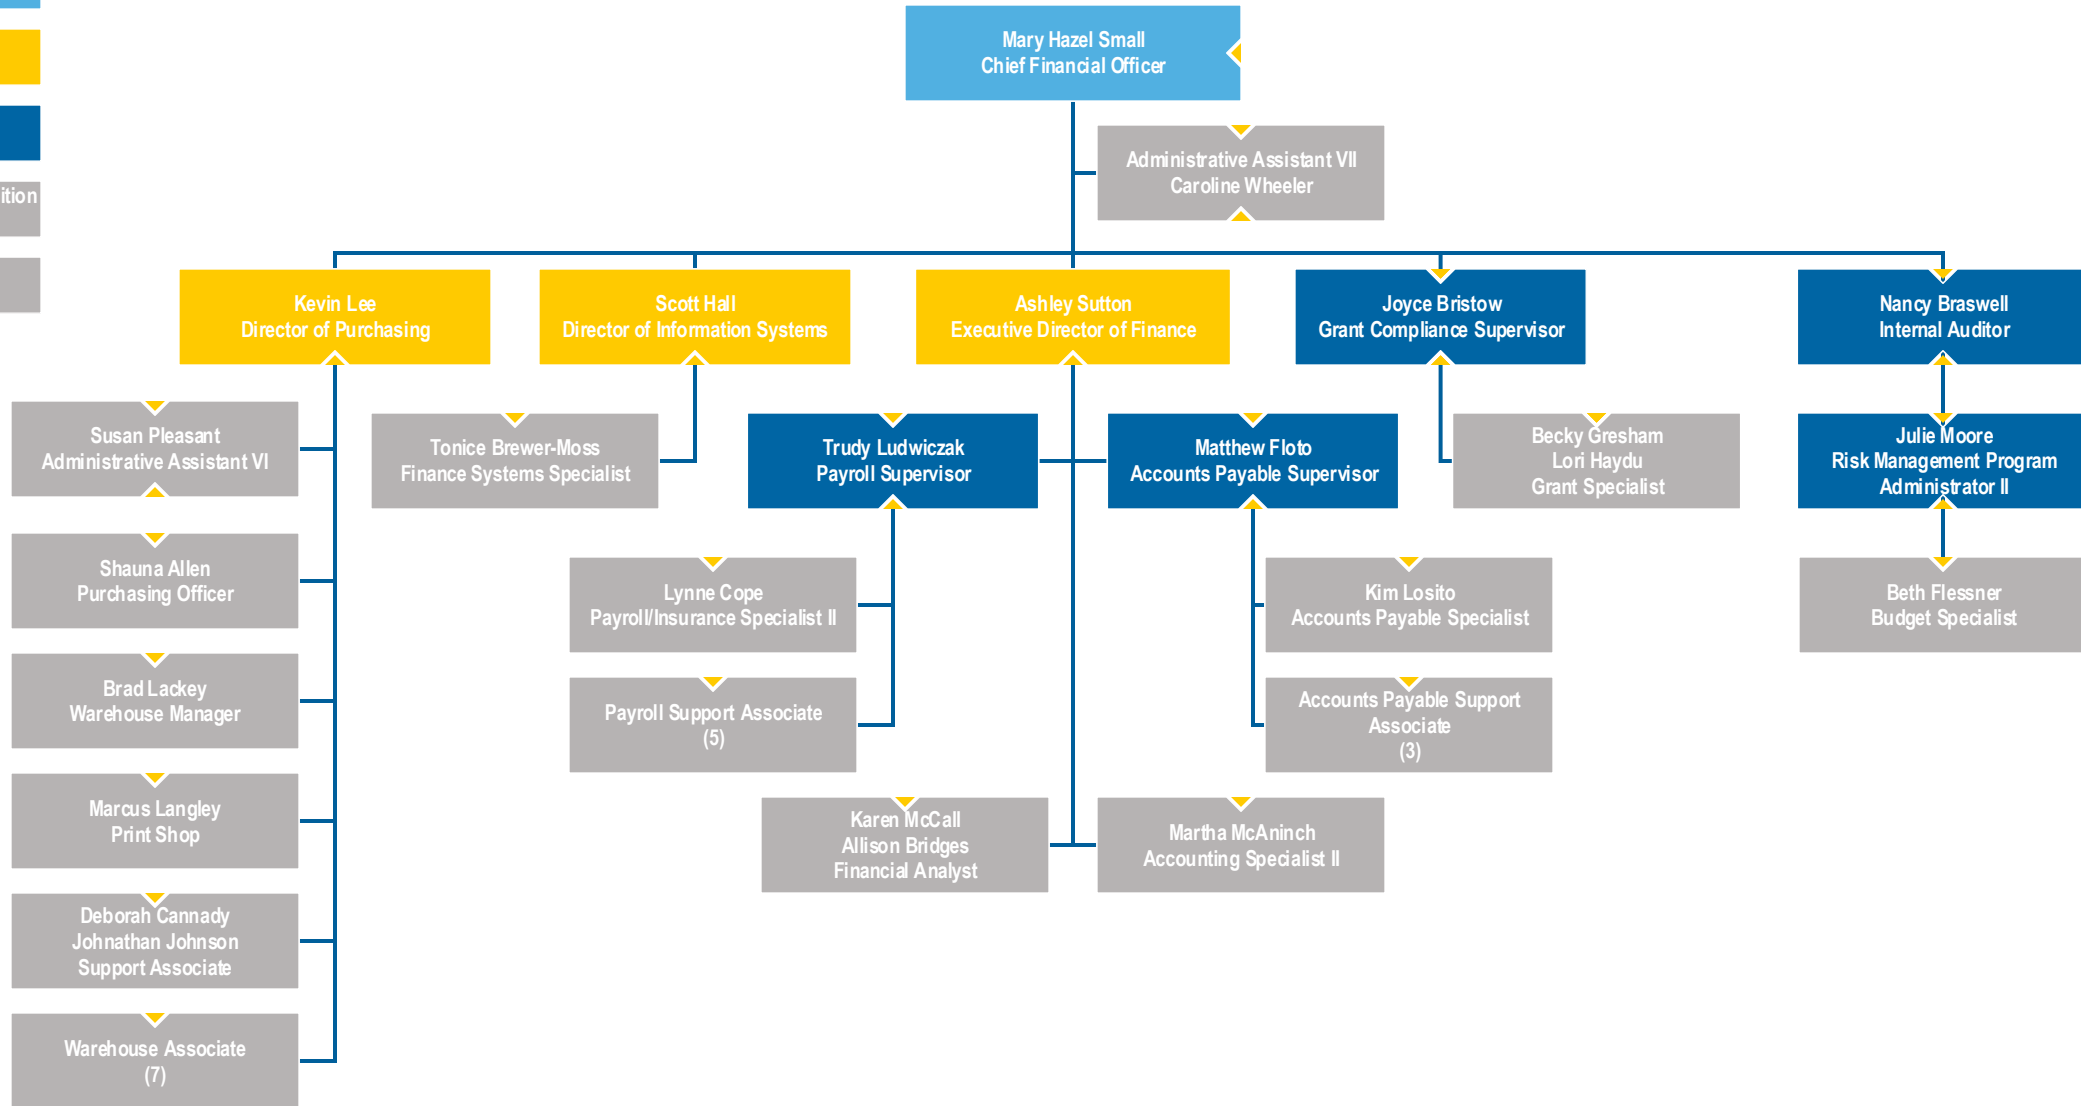 Mary Hazel Small
Chief Financial Officer
Administrative Assistant VII
Caroline Wheeler
ition
Kevin Lee
Director of Purchasing
Scott Hall
Director of Information Systems
Ashley Sutton
Executive Director of Finance
Joyce Bristow
Grant Compliance Supervisor
Nancy Braswell
Internal Auditor
Susan Pleasant
Administrative Assistant VI
Tonice Brewer-Moss
Finance Systems Specialist
Trudy Ludwiczak
Payroll Supervisor
Matthew Floto
Accounts Payable Supervisor
Becky Gresham
Lori Haydu
Grant Specialist
Julie Moore
Risk Management Program
Administrator II
Shauna Allen
Purchasing Officer
Lynne Cope
Payroll/Insurance Specialist II
Kim Losito
Accounts Payable Specialist
Beth Flessner
Budget Specialist
Brad Lackey
Warehouse Manager
Payroll Support Associate
(5)
Accounts Payable Support
Associate
(3)
Marcus Langley
Print Shop
Karen McCall
Allison Bridges
Financial Analyst
Martha McAninch
Accounting Specialist II
Deborah Cannady
Johnathan Johnson
Support Associate
Warehouse Associate
(7)